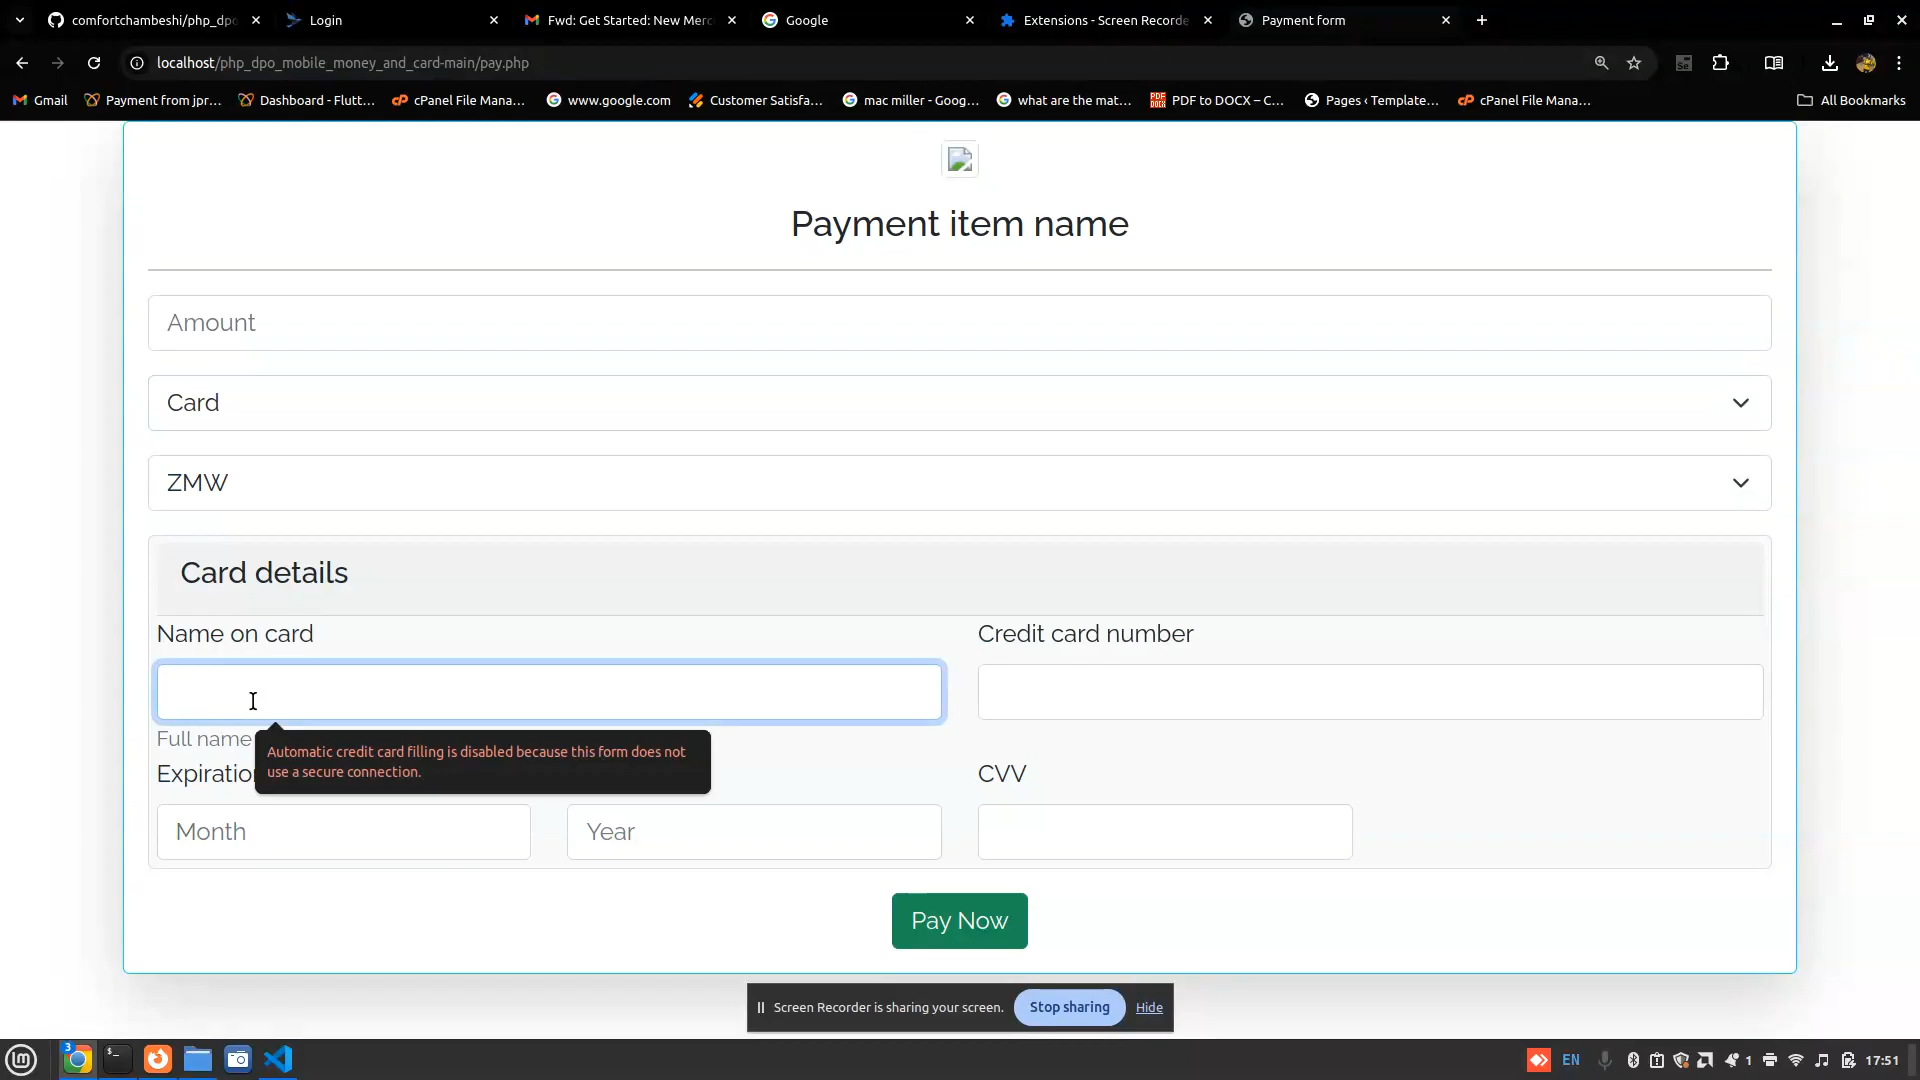 comfortchambeshi/php_dpo
Login
Fwd: Get Started: New Merc
Google
Extensions - Screen Recorde
Payment form
localhost/php_dpo_mobile_money_and_card-main/pay.php
Gmail
Payment from jpr...
Dashboard - Flutt...
cPanel File Mana...
www.google.com
Customer Satisfa...
mac miller - Goog...
what are the mat...
PDF to DOCX – C...
Pages ‹ Template...
cPanel File Mana...
All Bookmarks
Payment item name
Amount
Card
ZMW
Card details
Name on card
Credit card number
Full name
Automatic credit card filling is disabled because this form does not
use a secure connection.
Expiration
CVV
Month
Year
Pay Now
Screen Recorder is sharing your screen.
Stop sharing
Hide
3
EN
1
17:51